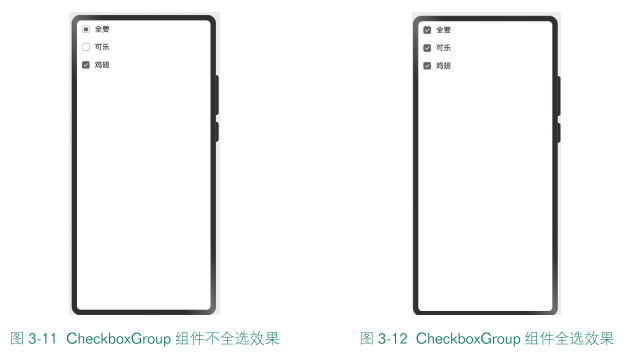 全要
可乐
鸡翅
全要
可乐
鸡翅
图 3-11 CheckboxGroup 组件不全选效果
图 3-12 CheckboxGroup 组件全选效果